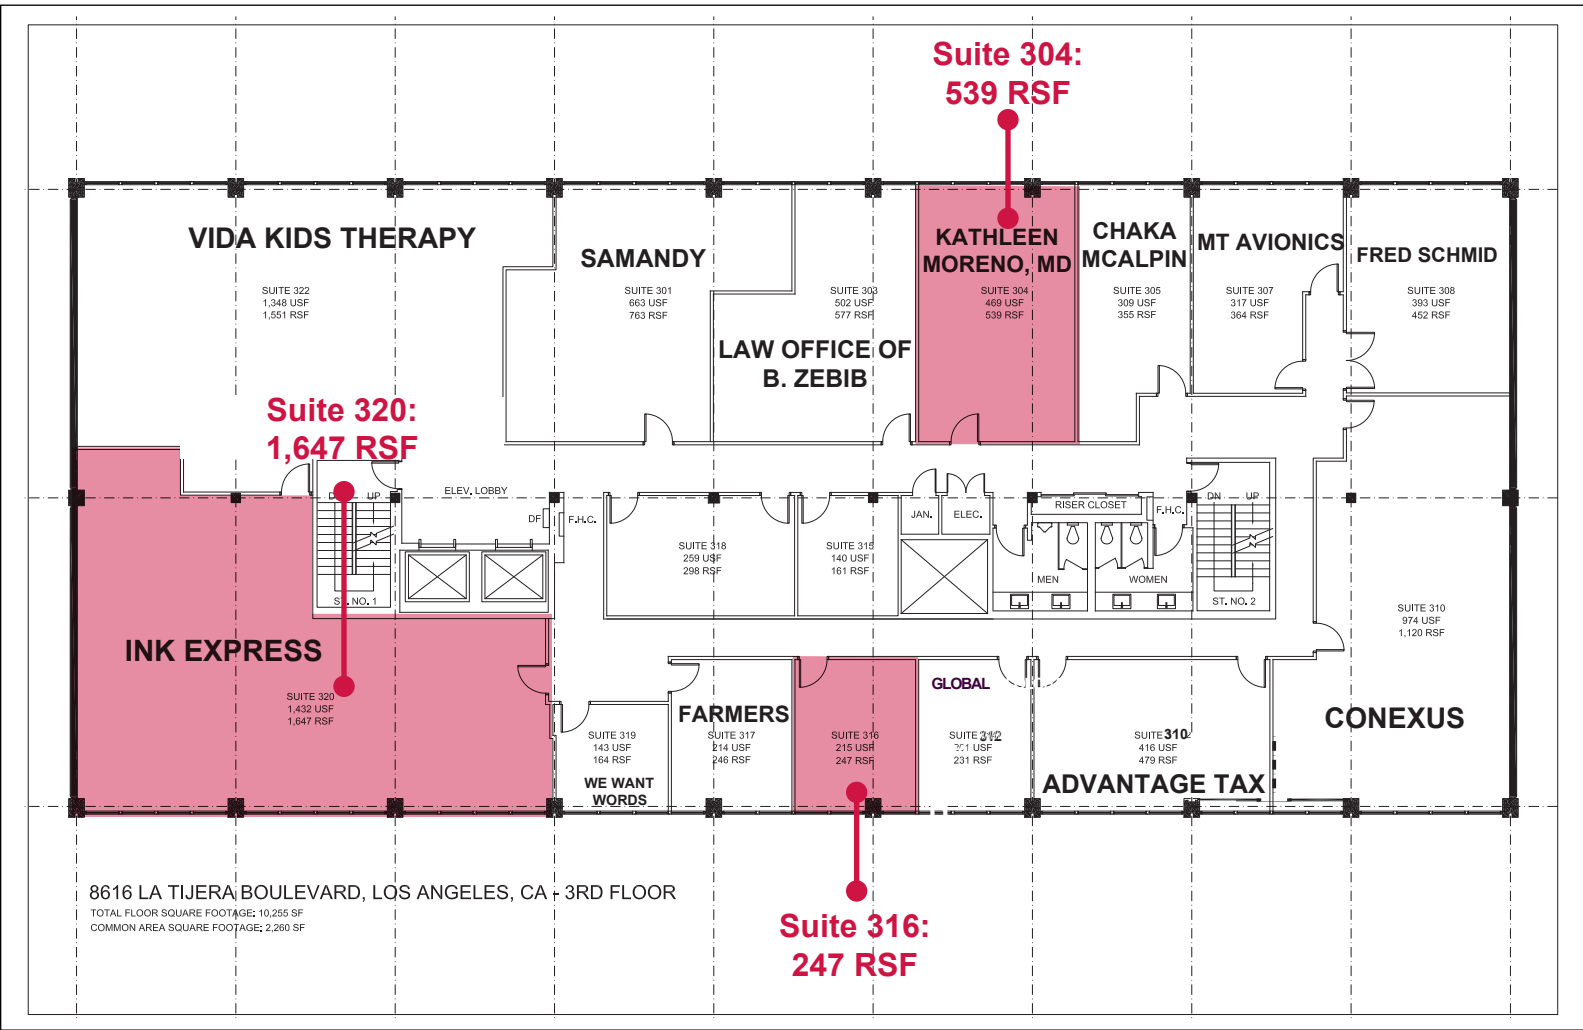 Suite 304:
539 RSF
VIDA KIDS THERAPY
SUITE 322
1,348 USF
1,551 RSF
SAMANDY
SUITE 301
663 USF
763 RSF
SUITE 303
502 USF
577 RSF
LAW OFFICE OF
B. ZEBIB
KATHLEEN
MORENO, MD
SUITE 304
469 USF
539 RSF
CHAKA
MCALPIN
SUITE 305
309 USF
355 RSF
MT AVIONICS
SUITE 307
317 USF
364 RSF
FRED SCHMID
SUITE 308
393 USF
452 RSF
Suite 320:
1,647 RSF
DN UP
ELEV. LOBBY
DF
F.H.C.
ST. NO. 1
SUITE 318
259 USF
298 RSF
SUITE 315
140 USF
161 RSF
JAN.
ELEC.
RISER CLOSET
F.H.C.
MEN
WOMEN
DN UP
ST. NO. 2
SUITE 310
974 USF
1,120 RSF
CONEXUS
INK EXPRESS
SUITE 320
1,432 USF
1,647 RSF
SUITE 319
143 USF
164 RSF
WE WANT
WORDS
FARMERS
SUITE 317
214 USF
246 RSF
SUITE 316
215 USF
247 RSF
GLOBAL
SUITE 312
USF
231 RSF
SUITE 310
416 USF
479 RSF
ADVANTAGE TAX
8616 LA TIJERA BOULEVARD, LOS ANGELES, CA - 3RD FLOOR
TOTAL FLOOR SQUARE FOOTAGE: 10,255 SF
COMMON AREA SQUARE FOOTAGE: 2,260 SF
Suite 316:
247 RSF